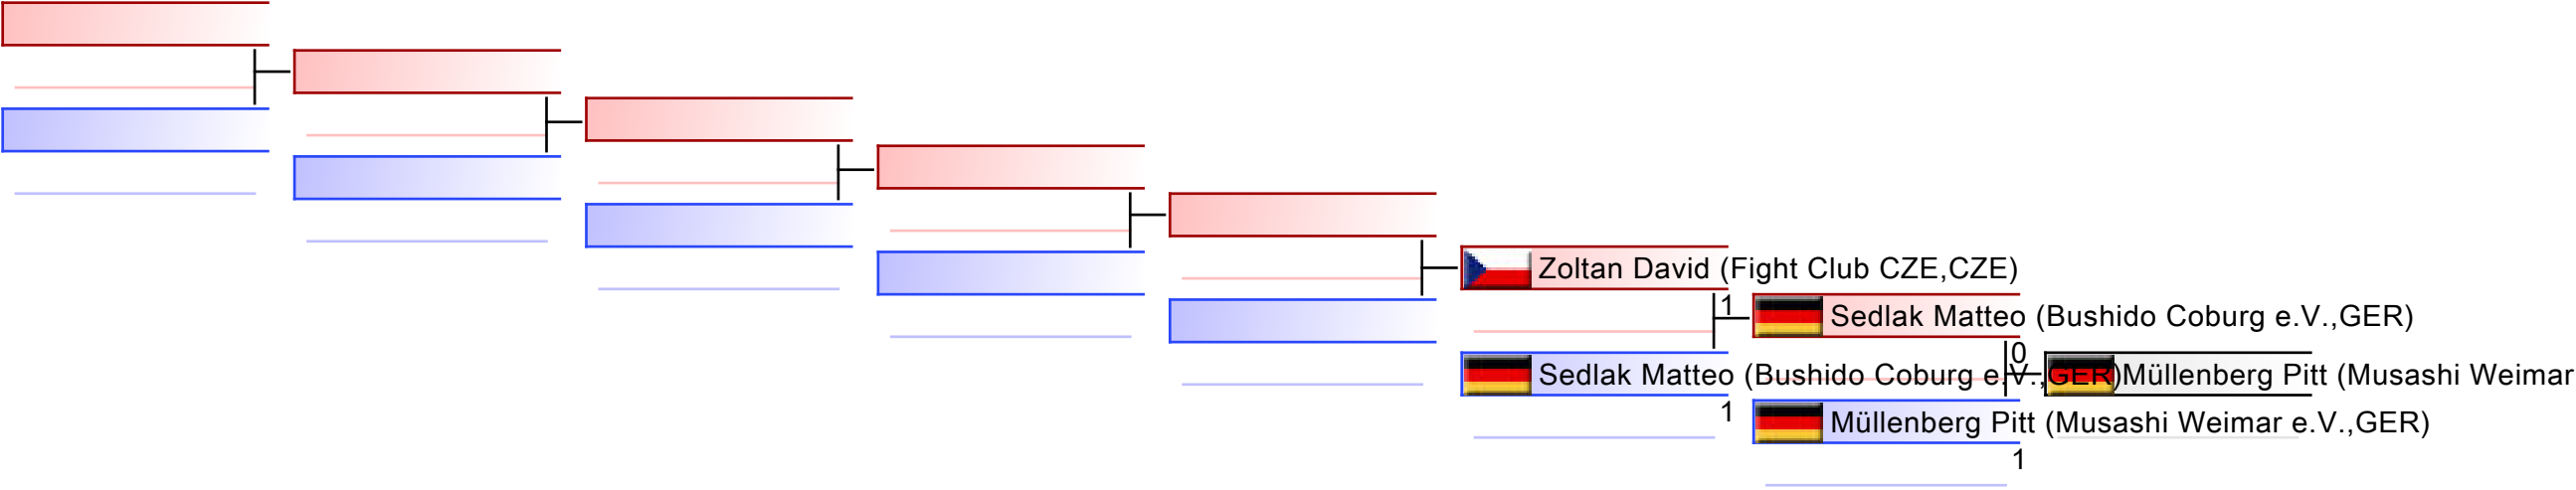 Zoltan David (Fight Club CZE,CZE)
1
Sedlak Matteo (Bushido Coburg e.V.,GER)
0
Sedlak Matteo (Bushido Coburg e.V.,GER)
Müllenberg Pitt (Musashi Weimar
1
Müllenberg Pitt (Musashi Weimar e.V.,GER)
1